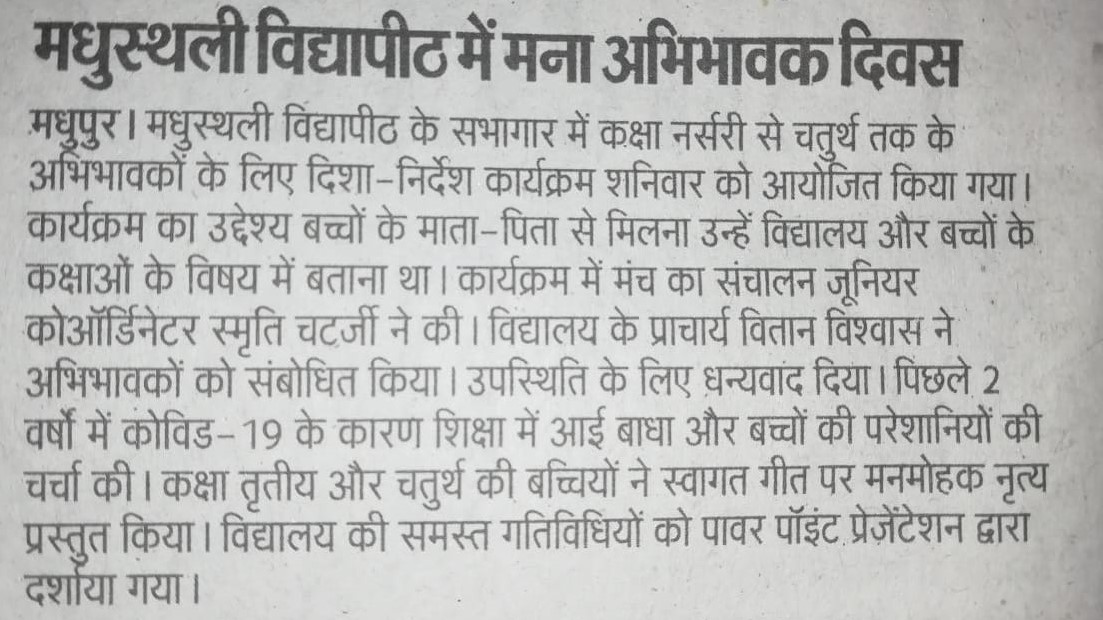 मधुस्थली विद्यापीठ में मना अभिभावक दिवस
मधुपुर। मधुस्थली विद्यापीठ के सभागार में कक्षा नर्सरी से चतुर्थ तक के
अभिभावकों के लिए दिशा-निर्देश कार्यक्रम शनिवार को आयोजित किया गया।
कार्यक्रम का उद्देश्य बच्चों के माता-पिता से मिलना उन्हें विद्यालय और बच्चों के
कक्षाओं के विषय में बताना था। कार्यक्रम में मंच का संचालन जूनियर
कोऑर्डिनेटर स्मृति चटर्जी ने की। विद्यालय के प्राचार्य वितान विश्वास ने
अभिभावकों को संबोधित किया। उपस्थिति के लिए धन्यवाद दिया। पिछले 2
वर्षों में कोविड-19 के कारण शिक्षा में आई बाधा और बच्चों की परेशानियों की
चर्चा की। कक्षा तृतीय और चतुर्थ की बच्चियों ने स्वागत गीत पर मनमोहक नृत्य
प्रस्तुत किया। विद्यालय की समस्त गतिविधियों को पावर पॉइंट प्रेज़ेंटेशन द्वारा
दर्शाया गया।